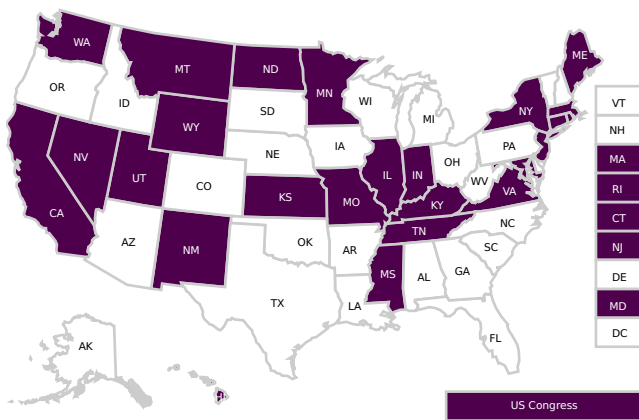 WA
ME
MT
ND
OR
MN
VT
ID
WI
NY
SD
MI
WY
NH
IA
PA
NE
NV
OH
MA
IL
IN
UT
WV
CO
VA
RI
KS
MO
KY
CA
CT
NC
TN
AZ
OK
NM
SC
NJ
AR
GA
MS
AL
DE
TX
LA
MD
DC
FL
AK
HI
US Congress